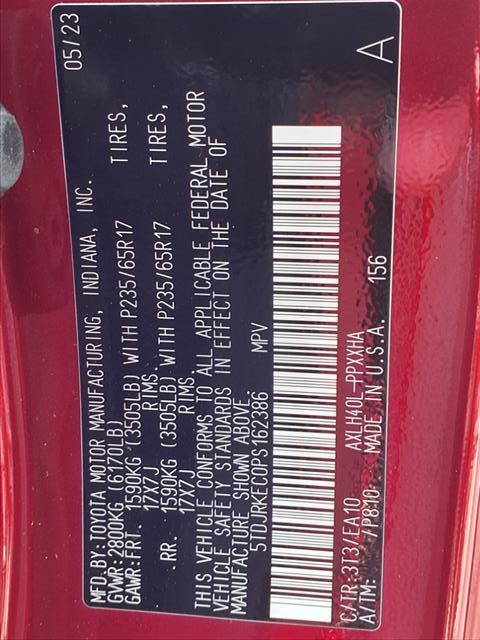 MFD.BY:TOYOTA MOTOR MANUFACTURING, INDIANA, INC. 05/23
GVWR:2800KG (6170LB)
GAWR:FRT. 1590KG (3505LB) WITH P235/65R17 TIRES,
17X7J RIMS.
RR. 1590KG (3505LB) WITH P235/65R17 TIRES,
17X7J RIMS.
THIS VEHICLE CONFORMS TO ALL APPLICABLE FEDERAL MOTOR
VEHICLE SAFETY STANDARDS IN EFFECT ON THE DATE OF
MANUFACTURE SHOWN ABOVE.
5TDJRKEC0PS162386 MPV
C/TR:3T3/EA10 AXLH40L-PPXXHA
A/TM: -/P810 MADE IN U.S.A. 156 A